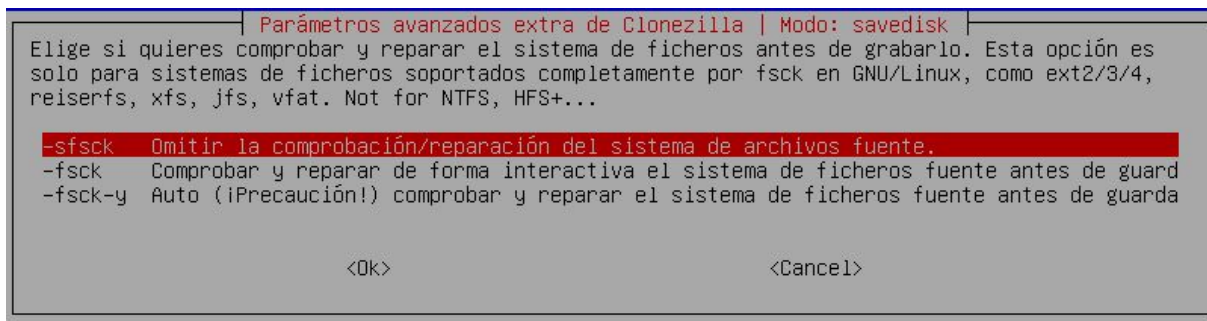 Parámetros avanzados extra de Clonezilla | Modo: savedisk
Elige si quieres comprobar y reparar el sistema de ficheros antes de grabarlo. Esta opción es
solo para sistemas de ficheros soportados completamente por fsck en GNU/Linux, como ext2/3/4,
reiserfs, xfs, jfs, vfat. Not for NTFS, HFS+...
-sfsck Omitir la comprobación/reparación del sistema de archivos fuente.
-fsck Comprobar y reparar de forma interactiva el sistema de ficheros fuente antes de guard
-fsck-y Auto (¡Precaución!) comprobar y reparar el sistema de ficheros fuente antes de guarda
<Ok> <Cancel>